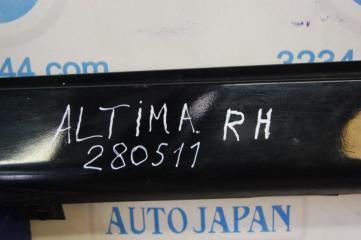 3234
44.com
ALTIMA RH
280511
AUTO JAPAN